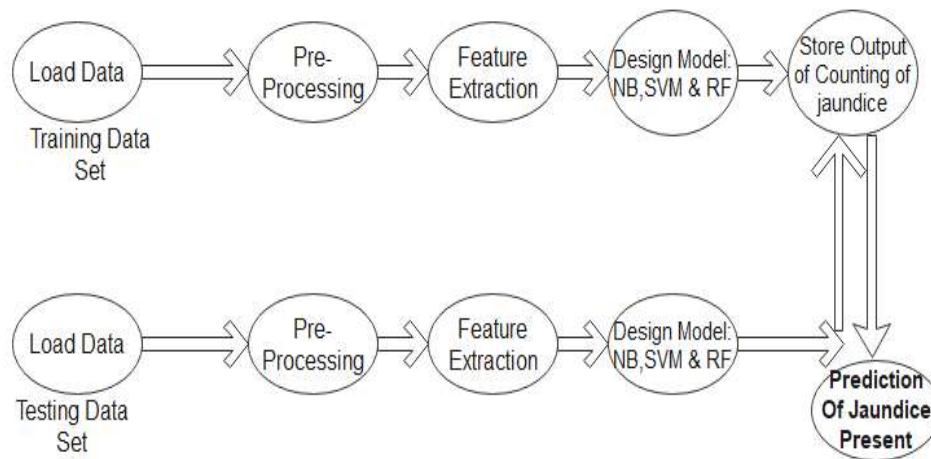 Load Data
Training Data
Set
Pre-
Processing
Feature
Extraction
Design Model:
NB,SVM & RF
Store Output
of Counting of
jaundice
Load Data
Testing Data
Set
Pre-
Processing
Feature
Extraction
Design Model:
NB,SVM & RF
Prediction
Of Jaundice
Present